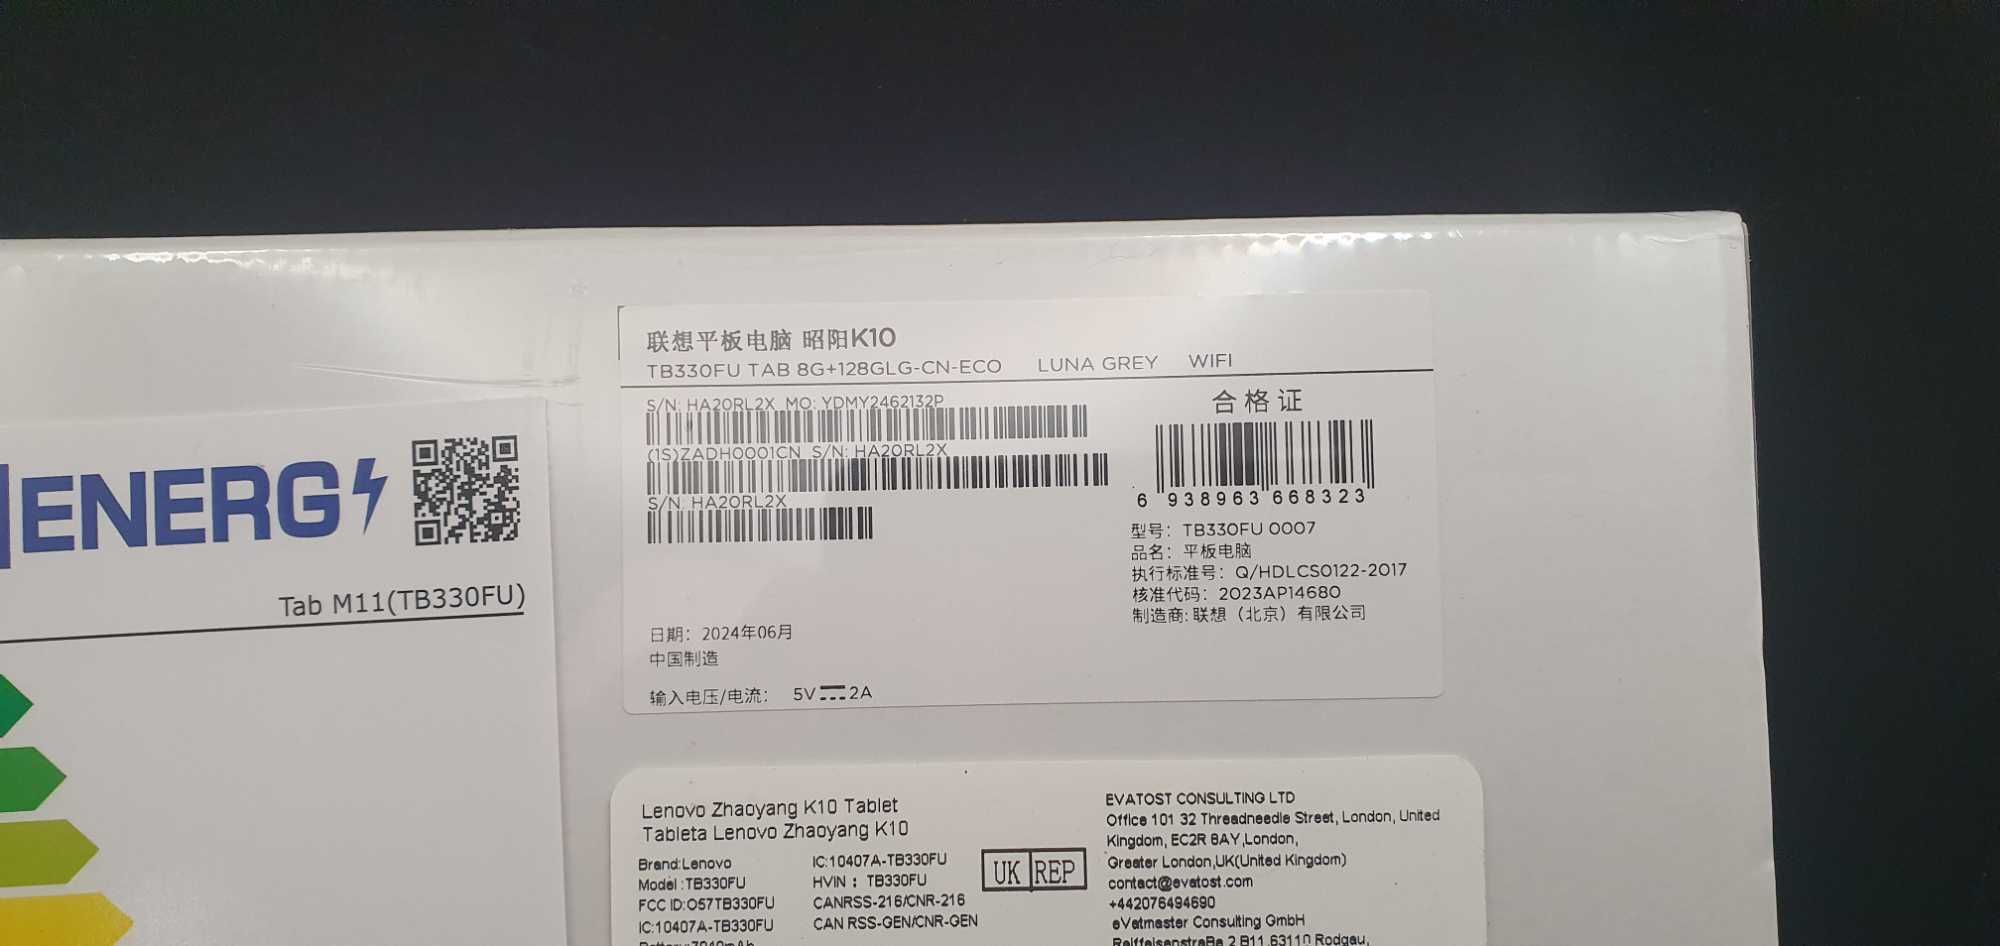 联想平板电脑 昭阳K10
TB330FU TAB 8G+128GLG-CN-ECO LUNA GREY WIFI
S/N: HA20RL2X MO: YDMY2462132P
(1S)ZADH0001CN S/N: HA20RL2X
S/N: HA20RL2X
日期：2024年06月
中国制造
输入电压/电流： 5V 2A
合格证
6 938963 668323
型号：TB330FU 0007
品名：平板电脑
执行标准号：Q/HDLCS0122-2017
核准代码：2023AP14680
制造商:联想（北京）有限公司
ENERG
Tab M11(TB330FU)
Lenovo Zhaoyang K10 Tablet
Tableta Lenovo Zhaoyang K10
Brand:Lenovo
Model :TB330FU
FCC ID:O57TB330FU
IC:10407A-TB330FU
IC:10407A-TB330FU
HVIN : TB330FU
CANRSS-216/CNR-216
CAN RSS-GEN/CNR-GEN
UK REP
EVATOST CONSULTING LTD
Office 101 32 Threadneedle Street, London, United
Kingdom, EC2R 8AY,London,
Greater London,UK(United Kingdom)
contact@evatost.com
+442076494690
eVatmaster Consulting GmbH
Raiffeisenstraße 2 B11,63110 Rodgau,